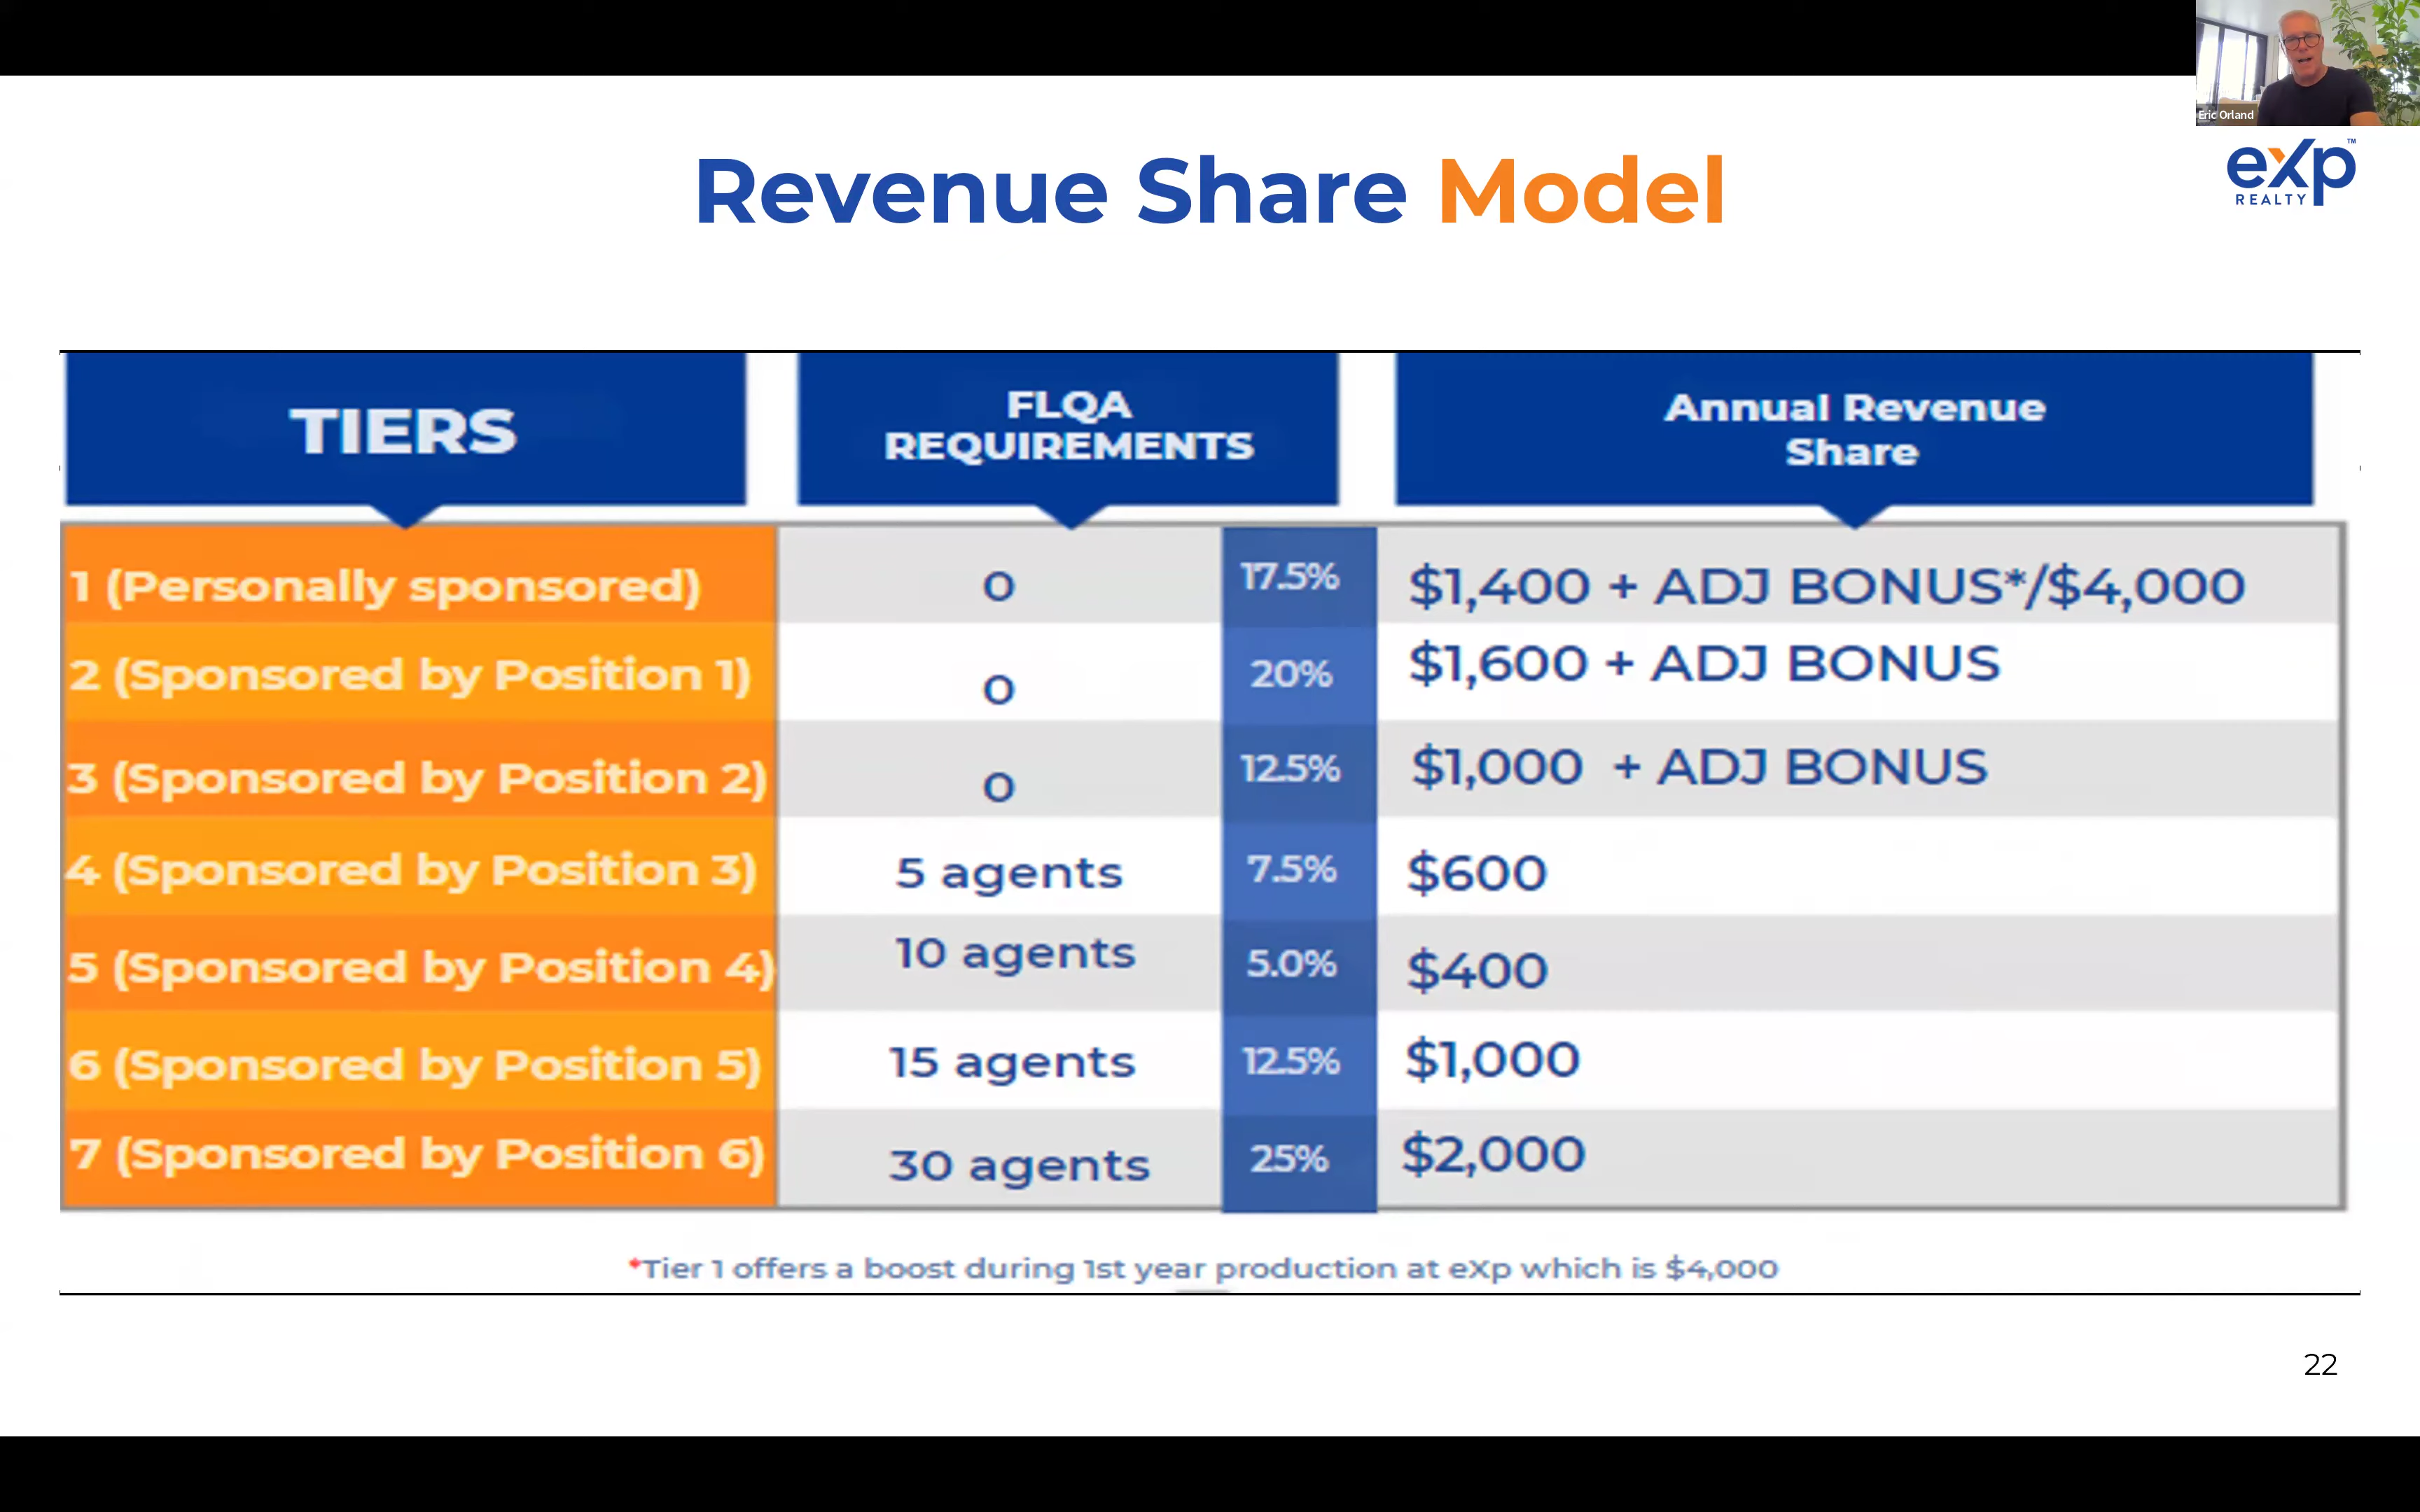 Eric Orland
eXp™
REALTY
Revenue Share Model
TIERS
FLQA
REQUIREMENTS
Annual Revenue
Share
1 (Personally sponsored) 0 17.5% $1,400 + ADJ BONUS*/$4,000
2 (Sponsored by Position 1) 0 20% $1,600 + ADJ BONUS
3 (Sponsored by Position 2) 0 12.5% $1,000 + ADJ BONUS
4 (Sponsored by Position 3) 5 agents 7.5% $600
5 (Sponsored by Position 4) 10 agents 5.0% $400
6 (Sponsored by Position 5) 15 agents 12.5% $1,000
7 (Sponsored by Position 6) 30 agents 25% $2,000
*Tier 1 offers a boost during 1st year production at eXp which is $4,000
22